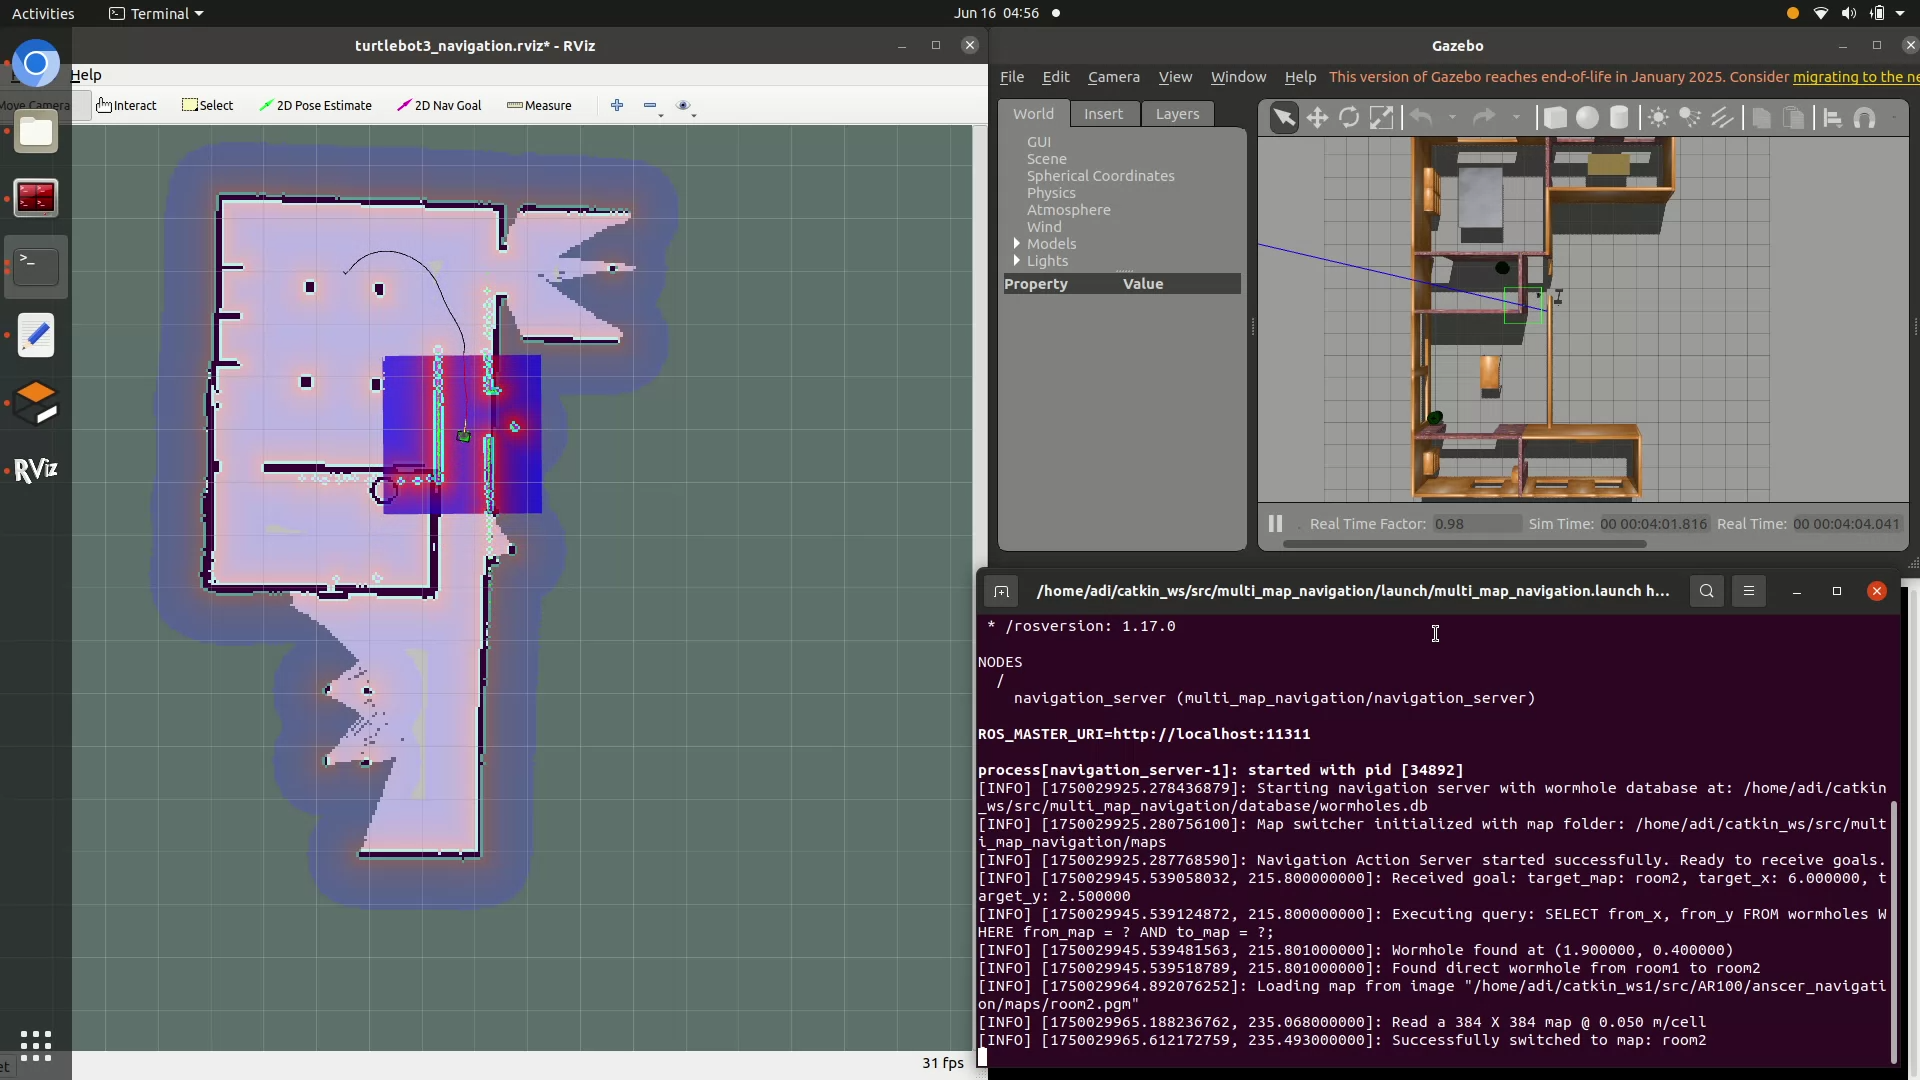 Activities
Terminal
Jun 16 04:56
turtlebot3_navigation.rviz* - RViz
Help
Move Camera
Interact
Select
2D Pose Estimate
2D Nav Goal
Measure
RViz
31 fps
Gazebo
File
Edit
Camera
View
Window
Help
This version of Gazebo reaches end-of-life in January 2025. Consider migrating to the ne
World
Insert
Layers
GUI
Scene
Spherical Coordinates
Physics
Atmosphere
Wind
Models
Lights
Property Value
Real Time Factor: 0.98 Sim Time: 00 00:04:01.816 Real Time: 00 00:04:04.041
/home/adi/catkin_ws/src/multi_map_navigation/launch/multi_map_navigation.launch h...
* /rosversion: 1.17.0
NODES
/
navigation_server (multi_map_navigation/navigation_server)
ROS_MASTER_URI=http://localhost:11311
process[navigation_server-1]: started with pid [34892]
[INFO] [1750029925.278436879]: Starting navigation server with wormhole database at: /home/adi/catkin
_ws/src/multi_map_navigation/database/wormholes.db
[INFO] [1750029925.280756100]: Map switcher initialized with map folder: /home/adi/catkin_ws/src/mult
i_map_navigation/maps
[INFO] [1750029925.287768590]: Navigation Action Server started successfully. Ready to receive goals.
[INFO] [1750029945.539058032, 215.800000000]: Received goal: target_map: room2, target_x: 6.000000, t
arget_y: 2.500000
[INFO] [1750029945.539124872, 215.800000000]: Executing query: SELECT from_x, from_y FROM wormholes W
HERE from_map = ? AND to_map = ?;
[INFO] [1750029945.539481563, 215.801000000]: Wormhole found at (1.900000, 0.400000)
[INFO] [1750029945.539518789, 215.801000000]: Found direct wormhole from room1 to room2
[INFO] [1750029964.892076252]: Loading map from image "/home/adi/catkin_ws1/src/AR100/anscer_navigati
on/maps/room2.pgm"
[INFO] [1750029965.188236762, 235.068000000]: Read a 384 X 384 map @ 0.050 m/cell
[INFO] [1750029965.612172759, 235.493000000]: Successfully switched to map: room2